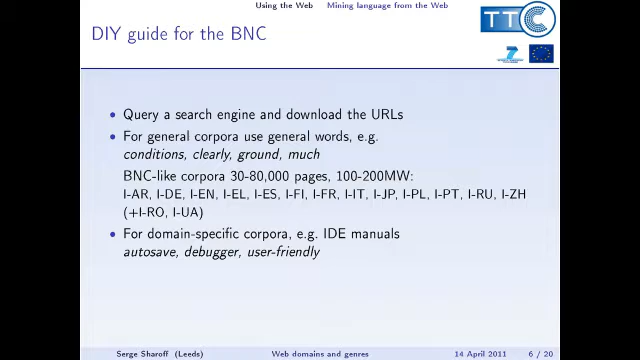 Using the Web Mining language from the Web
TTC
DIY guide for the BNC
7
• Query a search engine and download the URLs
• For general corpora use general words, e.g.
conditions, clearly, ground, much
BNC-like corpora 30-80,000 pages, 100-200MW:
I-AR, I-DE, I-EN, I-EL, I-ES, I-FI, I-FR, I-IT, I-JP, I-PL, I-PT, I-RU, I-ZH
(+I-RO, I-UA)
• For domain-specific corpora, e.g. IDE manuals
autosave, debugger, user-friendly
Serge Sharoff (Leeds) Web domains and genres 14 April 2011 6 / 20